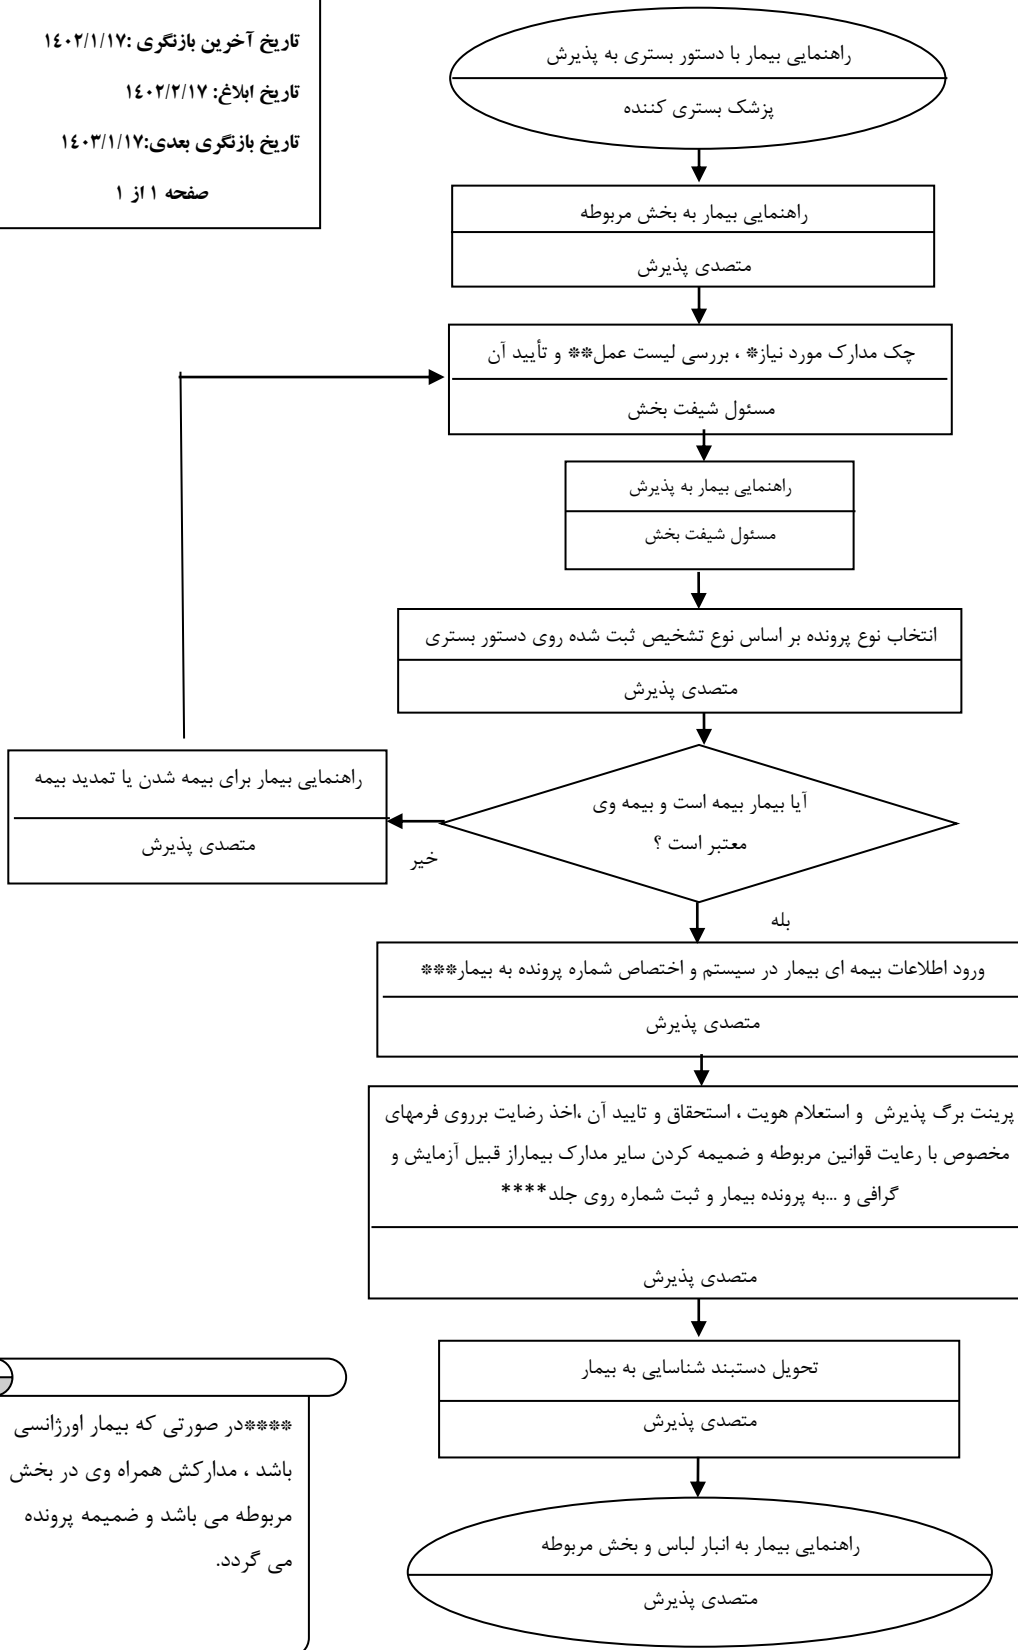 تاریخ آخرین بازنگری :۱٤۰۲/۱/۱۷
تاریخ ابلاغ: ۱٤۰۲/۲/۱۷
تاریخ بازنگری بعدی:۱٤۰۳/۱/۱۷
صفحه ۱ از ۱
راهنمایی بیمار با دستور بستری به پذیرش
پزشک بستری کننده
راهنمایی بیمار به بخش مربوطه
متصدی پذیرش
چک مدارک مورد نیاز* ، بررسی لیست عمل** و تأیید آن
مسئول شیفت بخش
راهنمایی بیمار به پذیرش
مسئول شیفت بخش
انتخاب نوع پرونده بر اساس نوع تشخیص ثبت شده روی دستور بستری
متصدی پذیرش
آیا بیمار بیمه است و بیمه وی
معتبر است ؟
خیر
راهنمایی بیمار برای بیمه شدن یا تمدید بیمه
متصدی پذیرش
بله
ورود اطلاعات بیمه ای بیمار در سیستم و اختصاص شماره پرونده به بیمار***
متصدی پذیرش
پرینت برگ پذیرش و استعلام هویت ، استحقاق و تایید آن ،اخذ رضایت برروی فرمهای
مخصوص با رعایت قوانین مربوطه و ضمیمه کردن سایر مدارک بیماراز قبیل آزمایش و
گرافی و ...به پرونده بیمار و ثبت شماره روی جلد****
متصدی پذیرش
تحویل دستبند شناسایی به بیمار
متصدی پذیرش
راهنمایی بیمار به انبار لباس و بخش مربوطه
متصدی پذیرش
****در صورتی که بیمار اورژانسی
باشد ، مدارکش همراه وی در بخش
مربوطه می باشد و ضمیمه پرونده
می گردد.